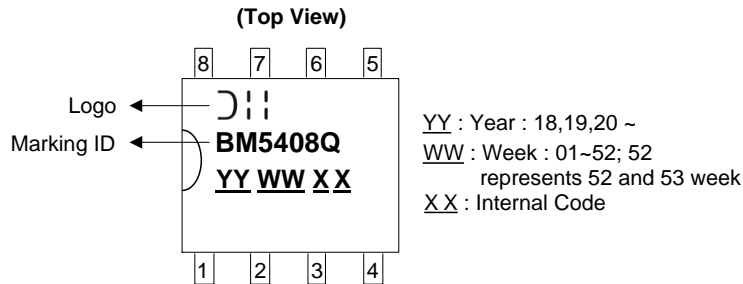 (Top View)
8 7 6 5
Logo
Marking ID
BM5408Q
YY WW X X
1 2 3 4
YY : Year : 18,19,20 ~
WW : Week : 01~52; 52
represents 52 and 53 week
X X : Internal Code